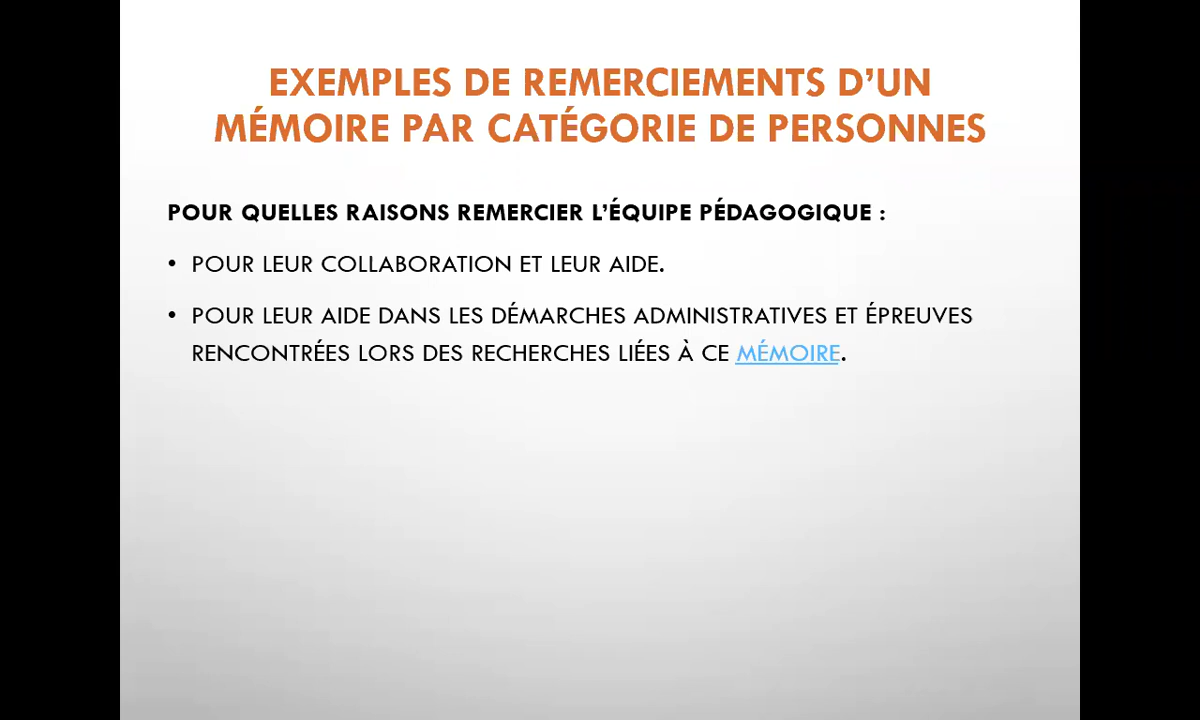 EXEMPLES DE REMERCIEMENTS D’UN
MÉMOIRE PAR CATÉGORIE DE PERSONNES
POUR QUELLES RAISONS REMERCIER L’ÉQUIPE PÉDAGOGIQUE :
• POUR LEUR COLLABORATION ET LEUR AIDE.
• POUR LEUR AIDE DANS LES DÉMARCHES ADMINISTRATIVES ET ÉPREUVES
RENCONTRÉES LORS DES RECHERCHES LIÉES À CE MÉMOIRE.